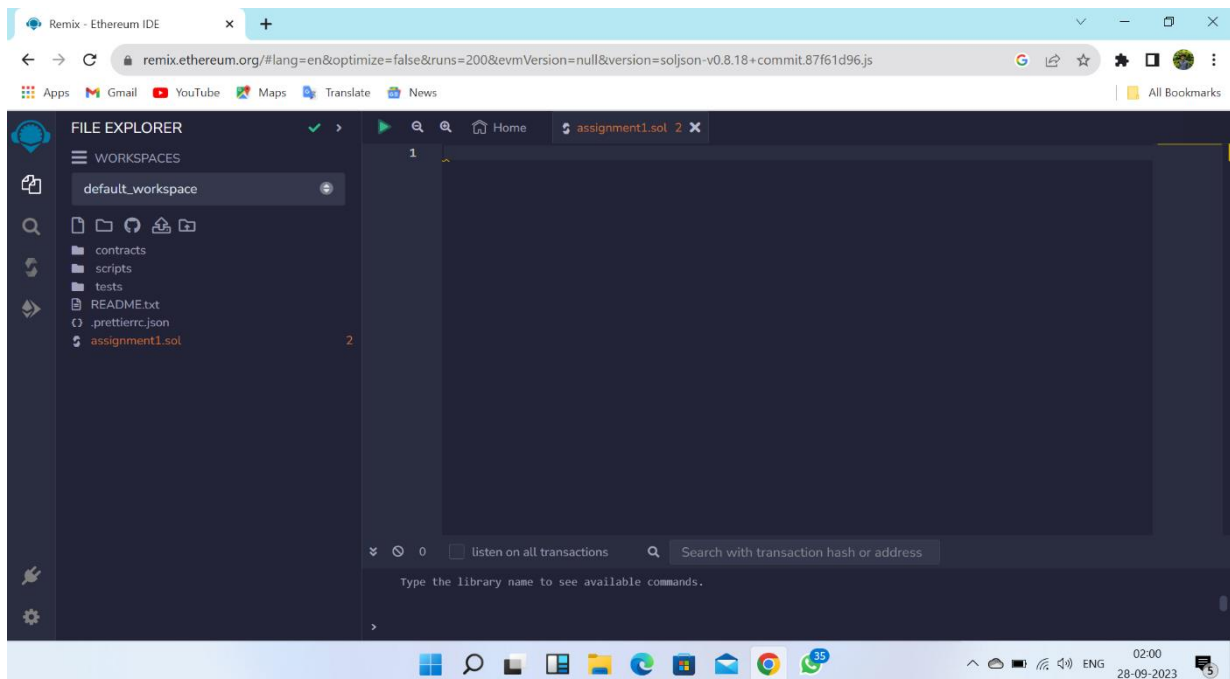 Remix - Ethereum IDE
remix.ethereum.org/#lang=en&optimize=false&runs=200&evmVersion=null&version=soljson-v0.8.18+commit.87f61d96.js
Apps Gmail YouTube Maps Translate News All Bookmarks
FILE EXPLORER
Home assignment1.sol 2
WORKSPACES
1
default_workspace
contracts
scripts
tests
README.txt
.prettierrc.json
assignment1.sol 2
0 listen on all transactions Search with transaction hash or address
Type the library name to see available commands.
>
35
ENG 02:00
28-09-2023
5